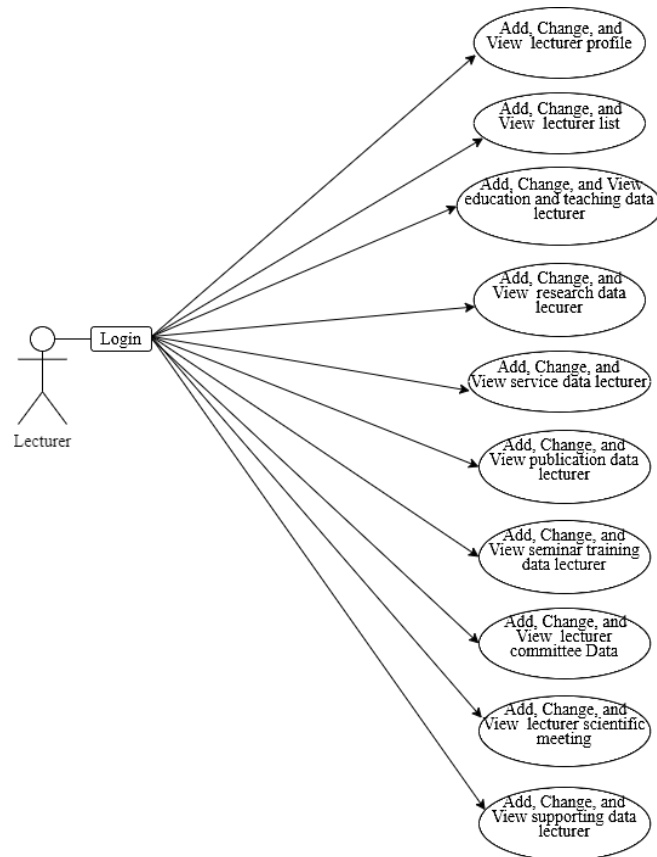 Add, Change, and
View lecturer profile
Add, Change, and
View lecturer list
Add, Change, and View
education and teaching data
lecturer
Add, Change, and
View research data
lecurer
Login
Add, Change, and
View service data lecturer
Lecturer
Add, Change, and
View publication data
lecturer
Add, Change, and
View seminar training
data lecturer
Add, Change, and
View lecturer
committee Data
Add, Change, and
View lecturer scientific
meeting
Add, Change, and
View supporting data
lecturer